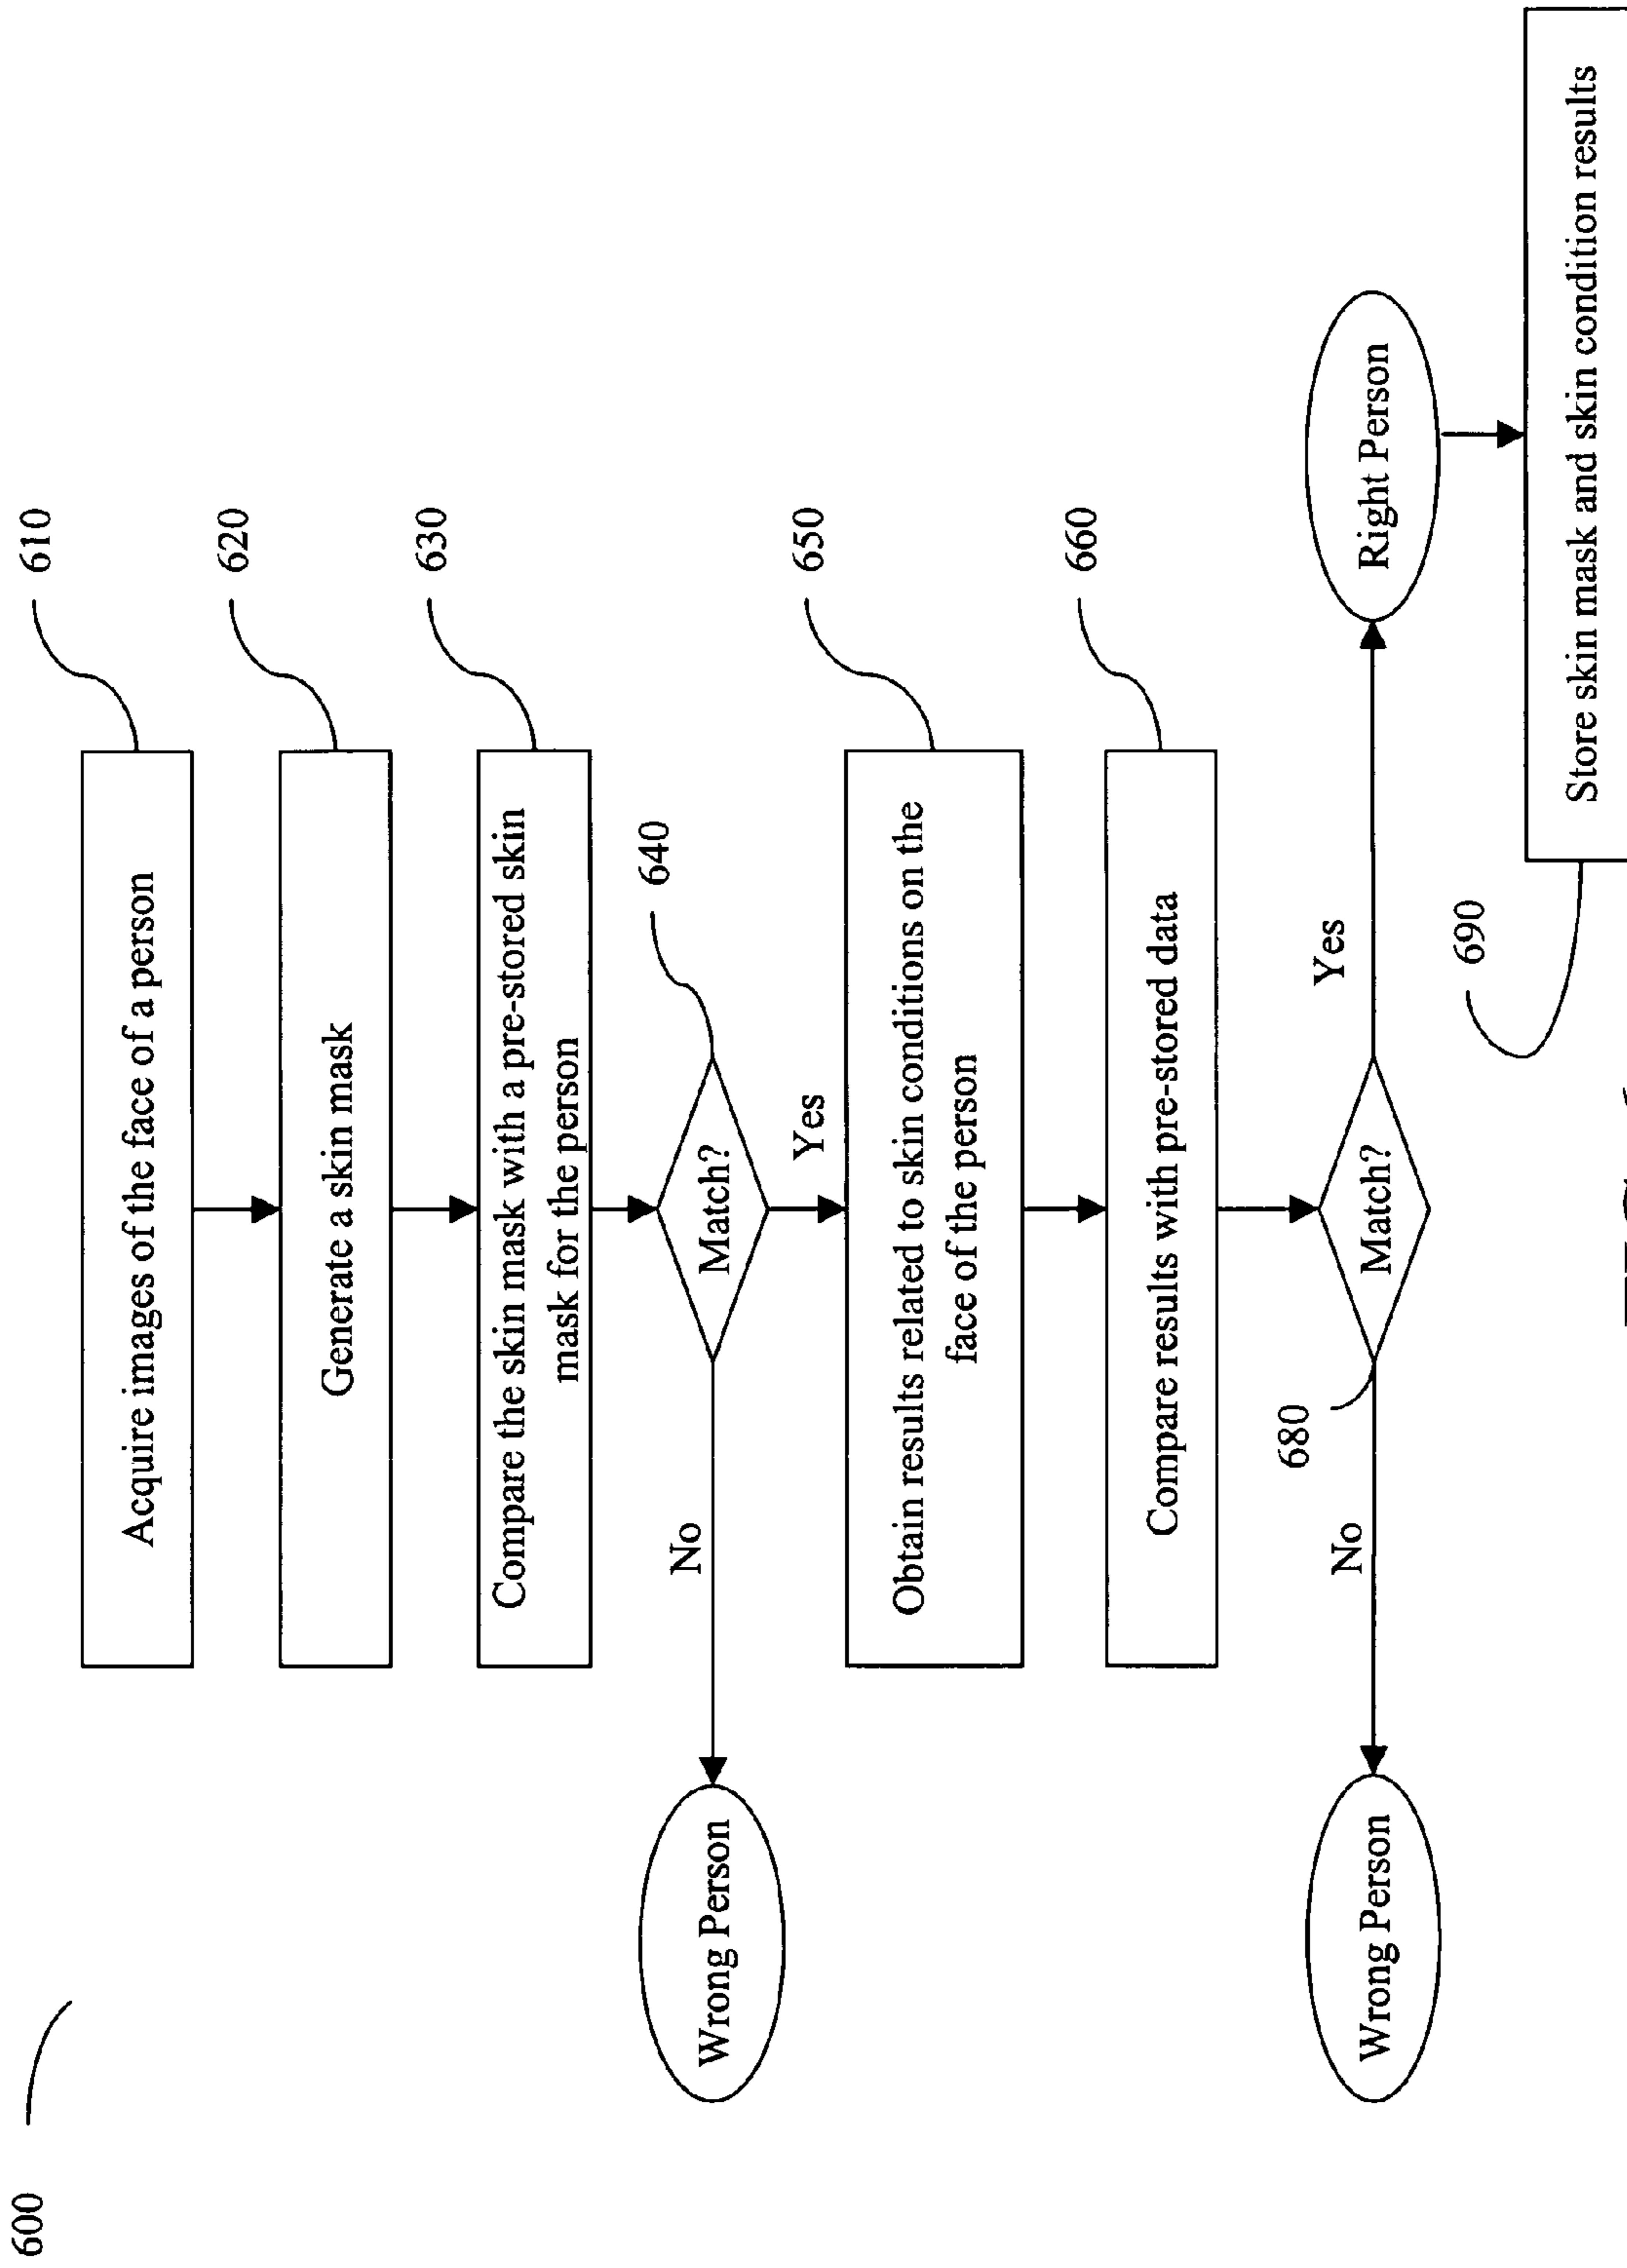 600
610
Acquire images of the face of a person
620
Generate a skin mask
630
Compare the skin mask with a pre-stored skin
mask for the person
640
Match?
No
Wrong Person
Yes
650
Obtain results related to skin conditions on the
face of the person
660
Compare results with pre-stored data
680
Match?
No
Wrong Person
Yes
Right Person
690
Store skin mask and skin condition results